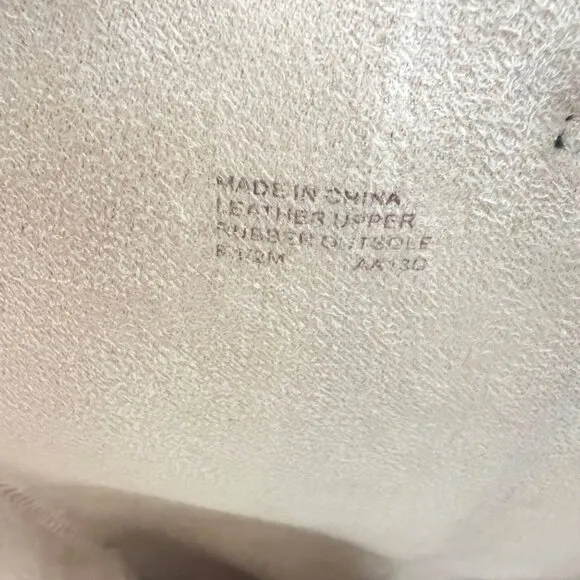 MADE IN CHINA
LEATHER UPPER
RUBBER OUTSOLE